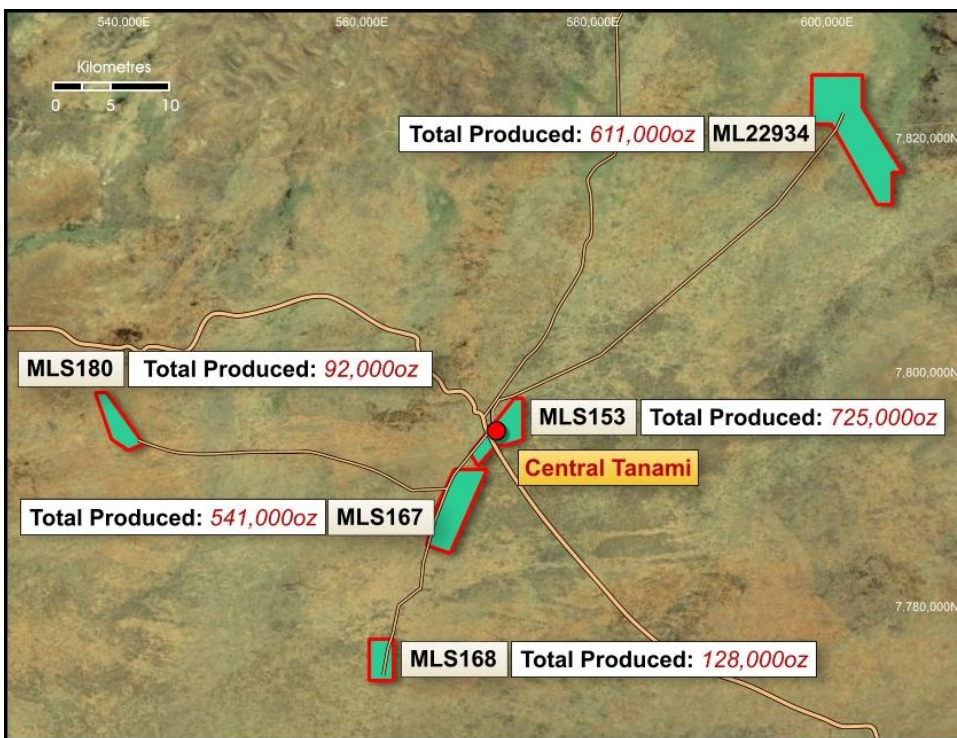 540,000E 560,000E 580,000E 600,000E
Kilometres
0 5 10
Total Produced: 611,000oz ML22934
7,820,000N
MLS180 Total Produced: 92,000oz
7,800,000N
MLS153 Total Produced: 725,000oz
Central Tanami
Total Produced: 541,000oz MLS167
7,780,000N
MLS168 Total Produced: 128,000oz